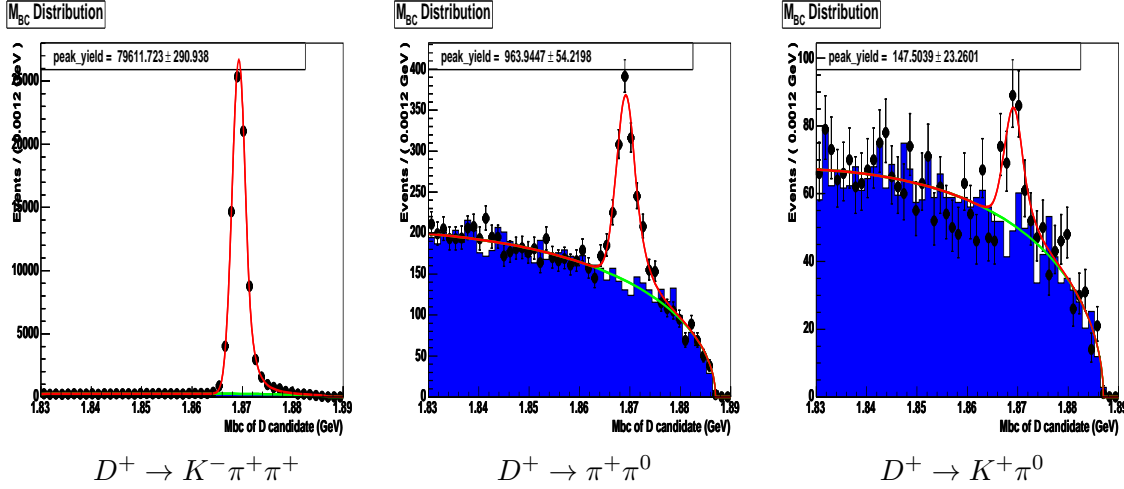 M_BC Distribution
peak_yield = 79611.723 ± 290.938
Events / ( 0.0012 GeV )
25000
20000
15000
10000
5000
0
1.83 1.84 1.85 1.86 1.87 1.88 1.89
Mbc of D candidate (GeV)
D⁺ → K⁻π⁺π⁺
M_BC Distribution
peak_yield = 963.9447 ± 54.2198
Events / ( 0.0012 GeV )
400
350
300
250
200
150
100
50
0
1.83 1.84 1.85 1.86 1.87 1.88 1.89
Mbc of D candidate (GeV)
D⁺ → π⁺π⁰
M_BC Distribution
peak_yield = 147.5039 ± 23.2601
Events / ( 0.0012 GeV )
100
80
60
40
20
0
1.83 1.84 1.85 1.86 1.87 1.88 1.89
Mbc of D candidate (GeV)
D⁺ → K⁺π⁰